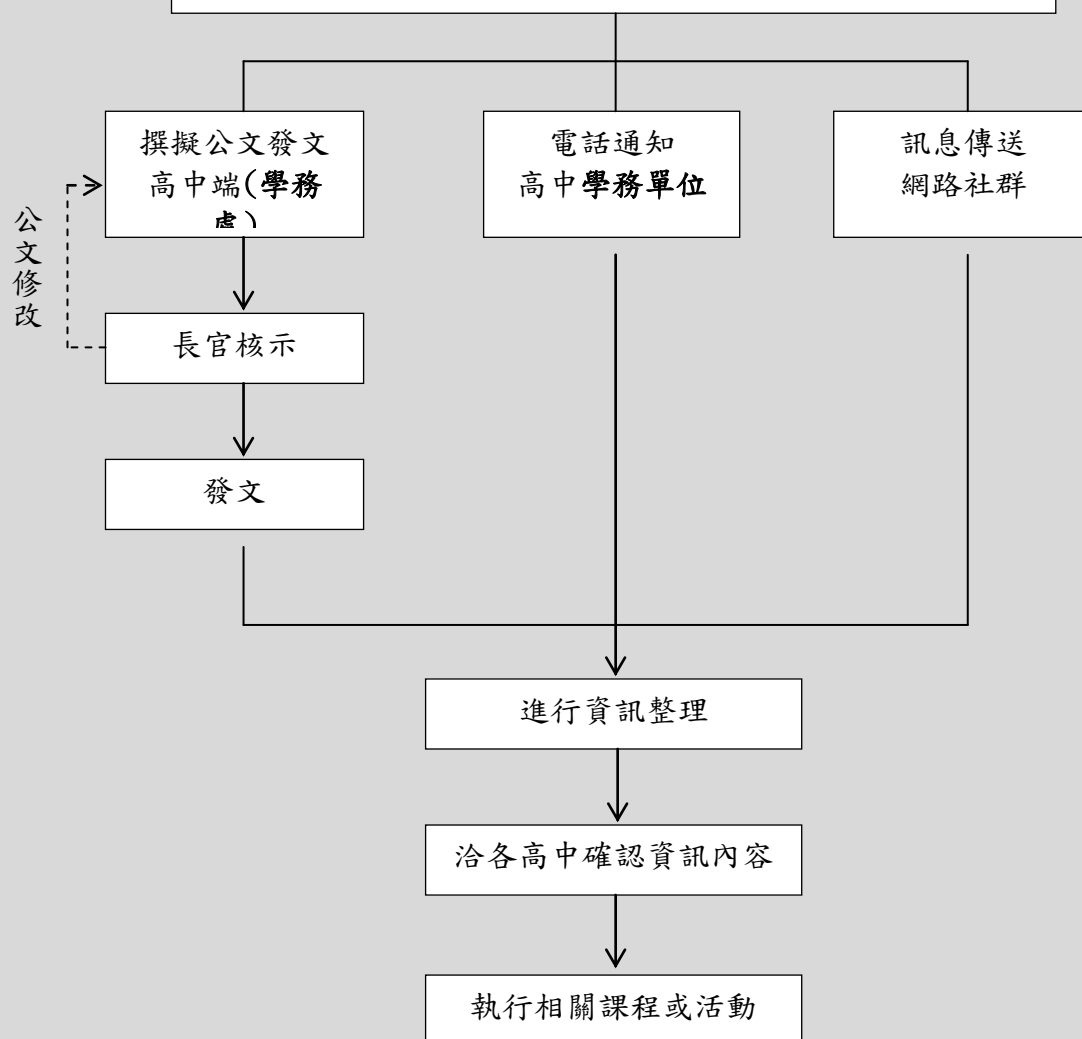 撰擬公文發文
高中端(學務
處)
電話通知
高中學務單位
訊息傳送
網路社群
公文修改
長官核示
發文
進行資訊整理
洽各高中確認資訊內容
執行相關課程或活動